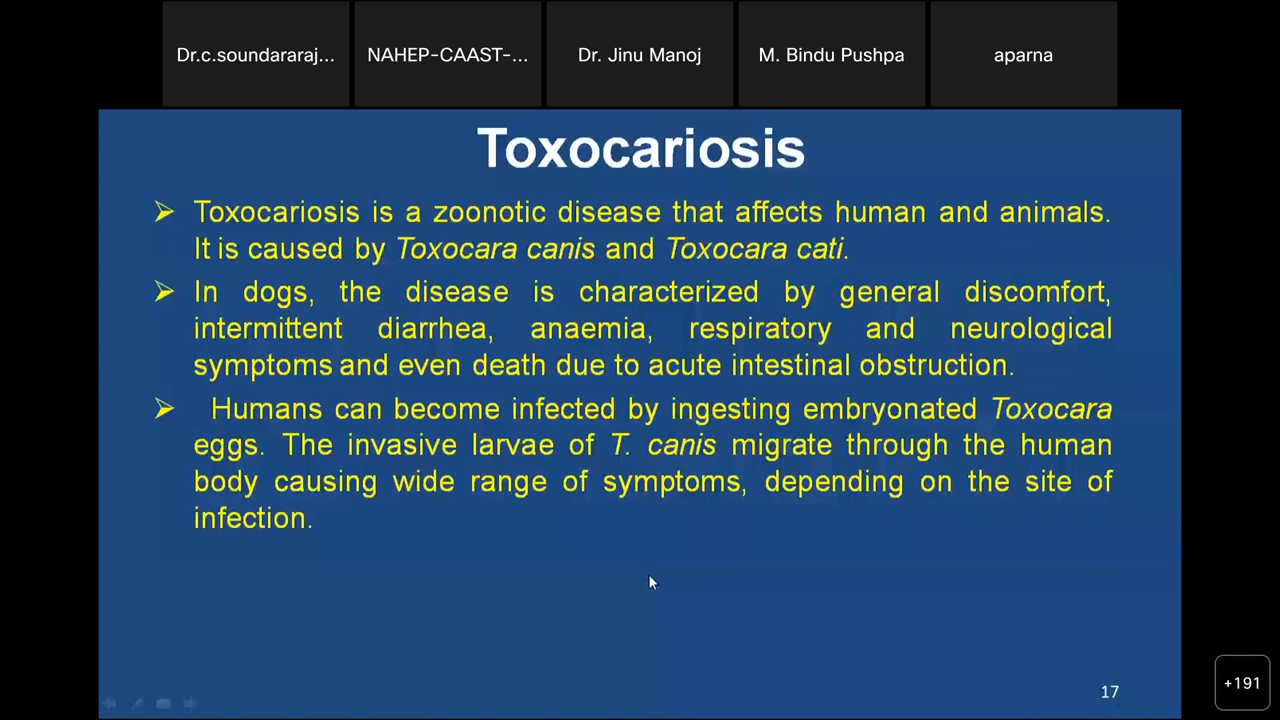 Dr.c.soundararaj...
NAHEP-CAAST-...
Dr. Jinu Manoj
M. Bindu Pushpa
aparna
Toxocariosis
➢ Toxocariosis is a zoonotic disease that affects human and animals.
It is caused by Toxocara canis and Toxocara cati.
➢ In dogs, the disease is characterized by general discomfort,
intermittent diarrhea, anaemia, respiratory and neurological
symptoms and even death due to acute intestinal obstruction.
➢ Humans can become infected by ingesting embryonated Toxocara
eggs. The invasive larvae of T. canis migrate through the human
body causing wide range of symptoms, depending on the site of
infection.
17
+191